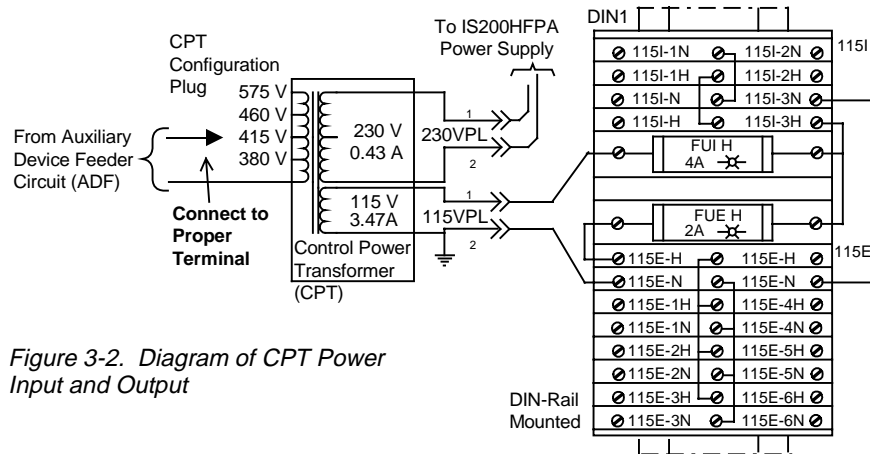 CPT
Configuration
Plug
From Auxiliary
Device Feeder
Circuit (ADF)
Connect to
Proper
Terminal
575 V
460 V
415 V
380 V
230 V
0.43 A
115 V
3.47A
Control Power
Transformer
(CPT)
To IS200HFPA
Power Supply
1
230VPL
2
1
115VPL
2
DIN1
115I-1N 115I-2N 115I
115I-1H 115I-2H
115I-N 115I-3N
115I-H 115I-3H
FUI H
4A
FUE H
2A
115E-H 115E-H 115E
115E-N 115E-N
115E-1H 115E-4H
115E-1N 115E-4N
115E-2H 115E-5H
115E-2N 115E-5N
115E-3H 115E-6H
115E-3N 115E-6N
DIN-Rail
Mounted
Figure 3-2. Diagram of CPT Power
Input and Output